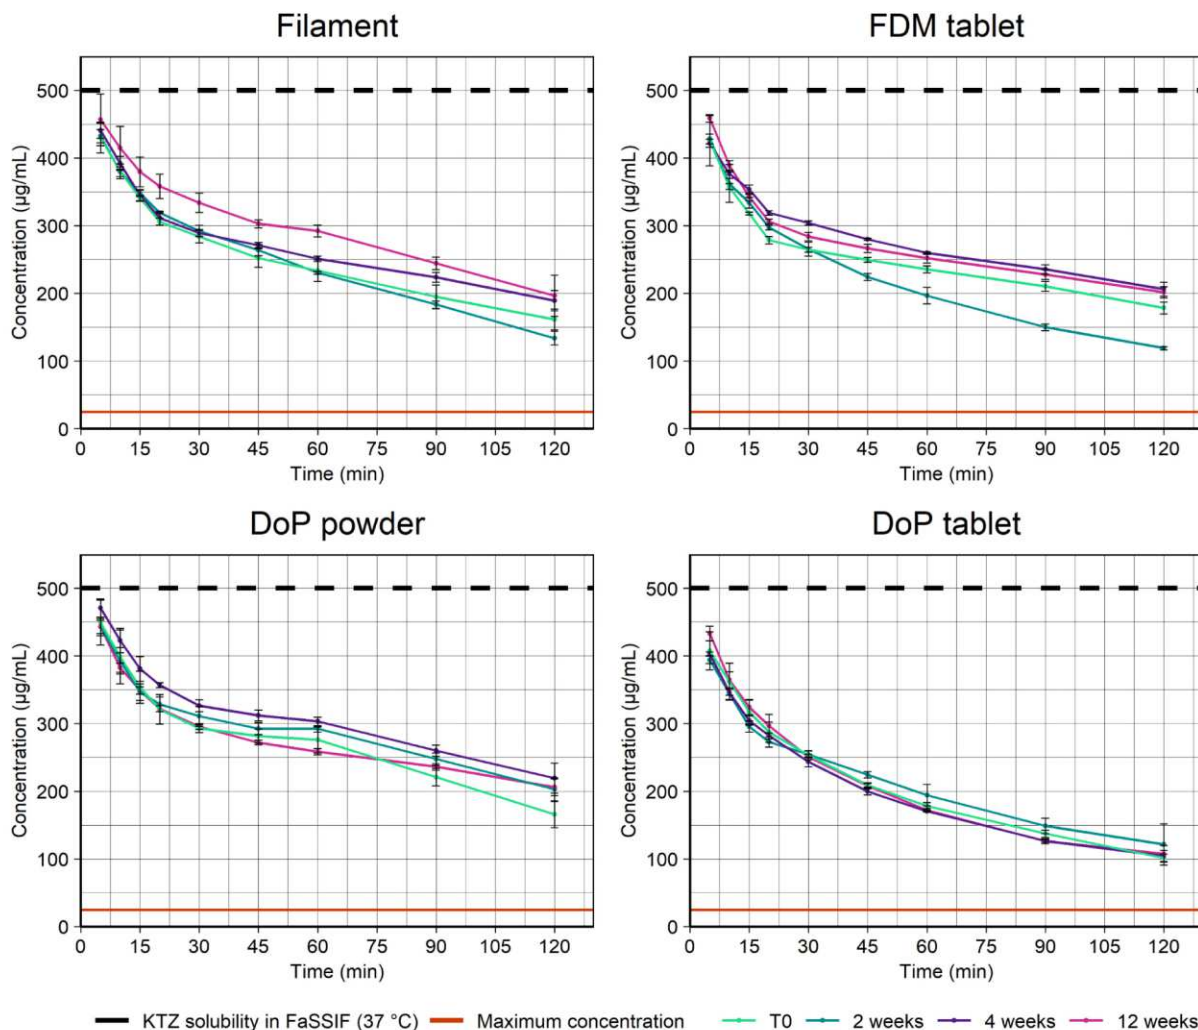 Filament
Concentration (µg/mL)
500
400
300
200
100
0
0 15 30 45 60 75 90 105 120
Time (min)
FDM tablet
Concentration (µg/mL)
500
400
300
200
100
0
0 15 30 45 60 75 90 105 120
Time (min)
DoP powder
Concentration (µg/mL)
500
400
300
200
100
0
0 15 30 45 60 75 90 105 120
Time (min)
DoP tablet
Concentration (µg/mL)
500
400
300
200
100
0
0 15 30 45 60 75 90 105 120
Time (min)
KTZ solubility in FaSSIF (37 °C) Maximum concentration T0 2 weeks 4 weeks 12 weeks